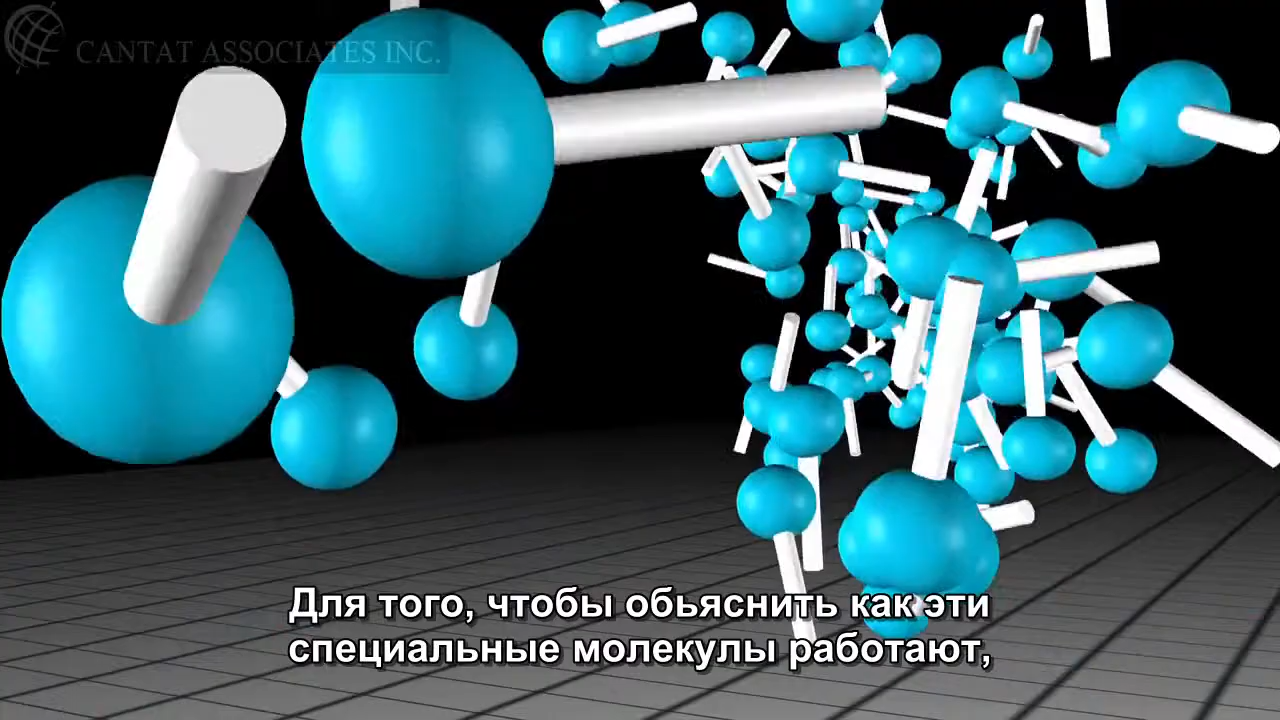 CANTAT ASSOCIATES INC.
Для того, чтобы обьяснить как эти
специальные молекулы работают,